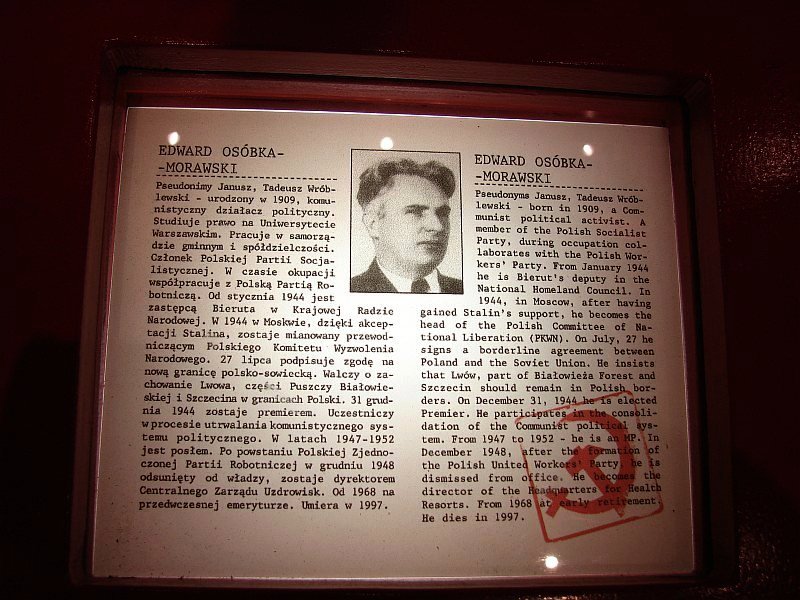 EDWARD OSÓBKA-
-MORAWSKI
Pseudonimy Janusz, Tadeusz Wrób-
lewski - urodzony w 1909, komu-
nistyczny działacz polityczny.
Studiuje prawo na Uniwersytecie
Warszawskim. Pracuje w samorzą-
dzie gminnym i spółdzielczości.
Członek Polskiej Partii Socja-
listycznej. W czasie okupacji
współpracuje z Polską Partią Ro-
botniczą. Od stycznia 1944 jest
zastępcą Bieruta w Krajowej Radzie
Narodowej. W 1944 w Moskwie, dzięki akcep-
tacji Stalina, zostaje mianowany przewod-
niczącym Polskiego Komitetu Wyzwolenia
Narodowego. 27 lipca podpisuje zgodę na
nową granicę polsko-sowiecką. Walczy o za-
chowanie Lwowa, części Puszczy Białowie-
skiej i Szczecina w granicach Polski. 31 grud-
nia 1944 zostaje premierem. Uczestniczy
w procesie utrwalania komunistycznego sys-
temu politycznego. W latach 1947-1952
jest posłem. Po powstaniu Polskiej Zjedno-
czonej Partii Robotniczej w grudniu 1948
odsunięty od władzy, zostaje dyrektorem
Centralnego Zarządu Uzdrowisk. Od 1968 na
przedwczesnej emeryturze. Umiera w 1997.
EDWARD OSÓBKA-
-MORAWSKI
Pseudonyms Janusz, Tadeusz Wrób-
lewski - born in 1909, a Com-
munist political activist. A
member of the Polish Socialist
Party, during occupation col-
laborates with the Polish Wor-
kers' Party. From January 1944
he is Bierut's deputy in the
National Homeland Council. In
1944, in Moscow, after having
gained Stalin's support, he becomes the
head of the Polish Committee of Na-
tional Liberation (PKWN). On July, 27 he
signs a borderline agreement between
Poland and the Soviet Union. He insists
that Lwów, part of Białowieża Forest and
Szczecin should remain in Polish bor-
ders. On December 31, 1944 he is elected
Premier. He participates in the consoli-
dation of the Communist political sys-
tem. From 1947 to 1952 - he is an MP. In
December 1948, after the formation of
the Polish United Workers' Party, he is
dismissed from office. He becomes the
director of the Headquarters for Health
Resorts. From 1968 at early retirement.
He dies in 1997.